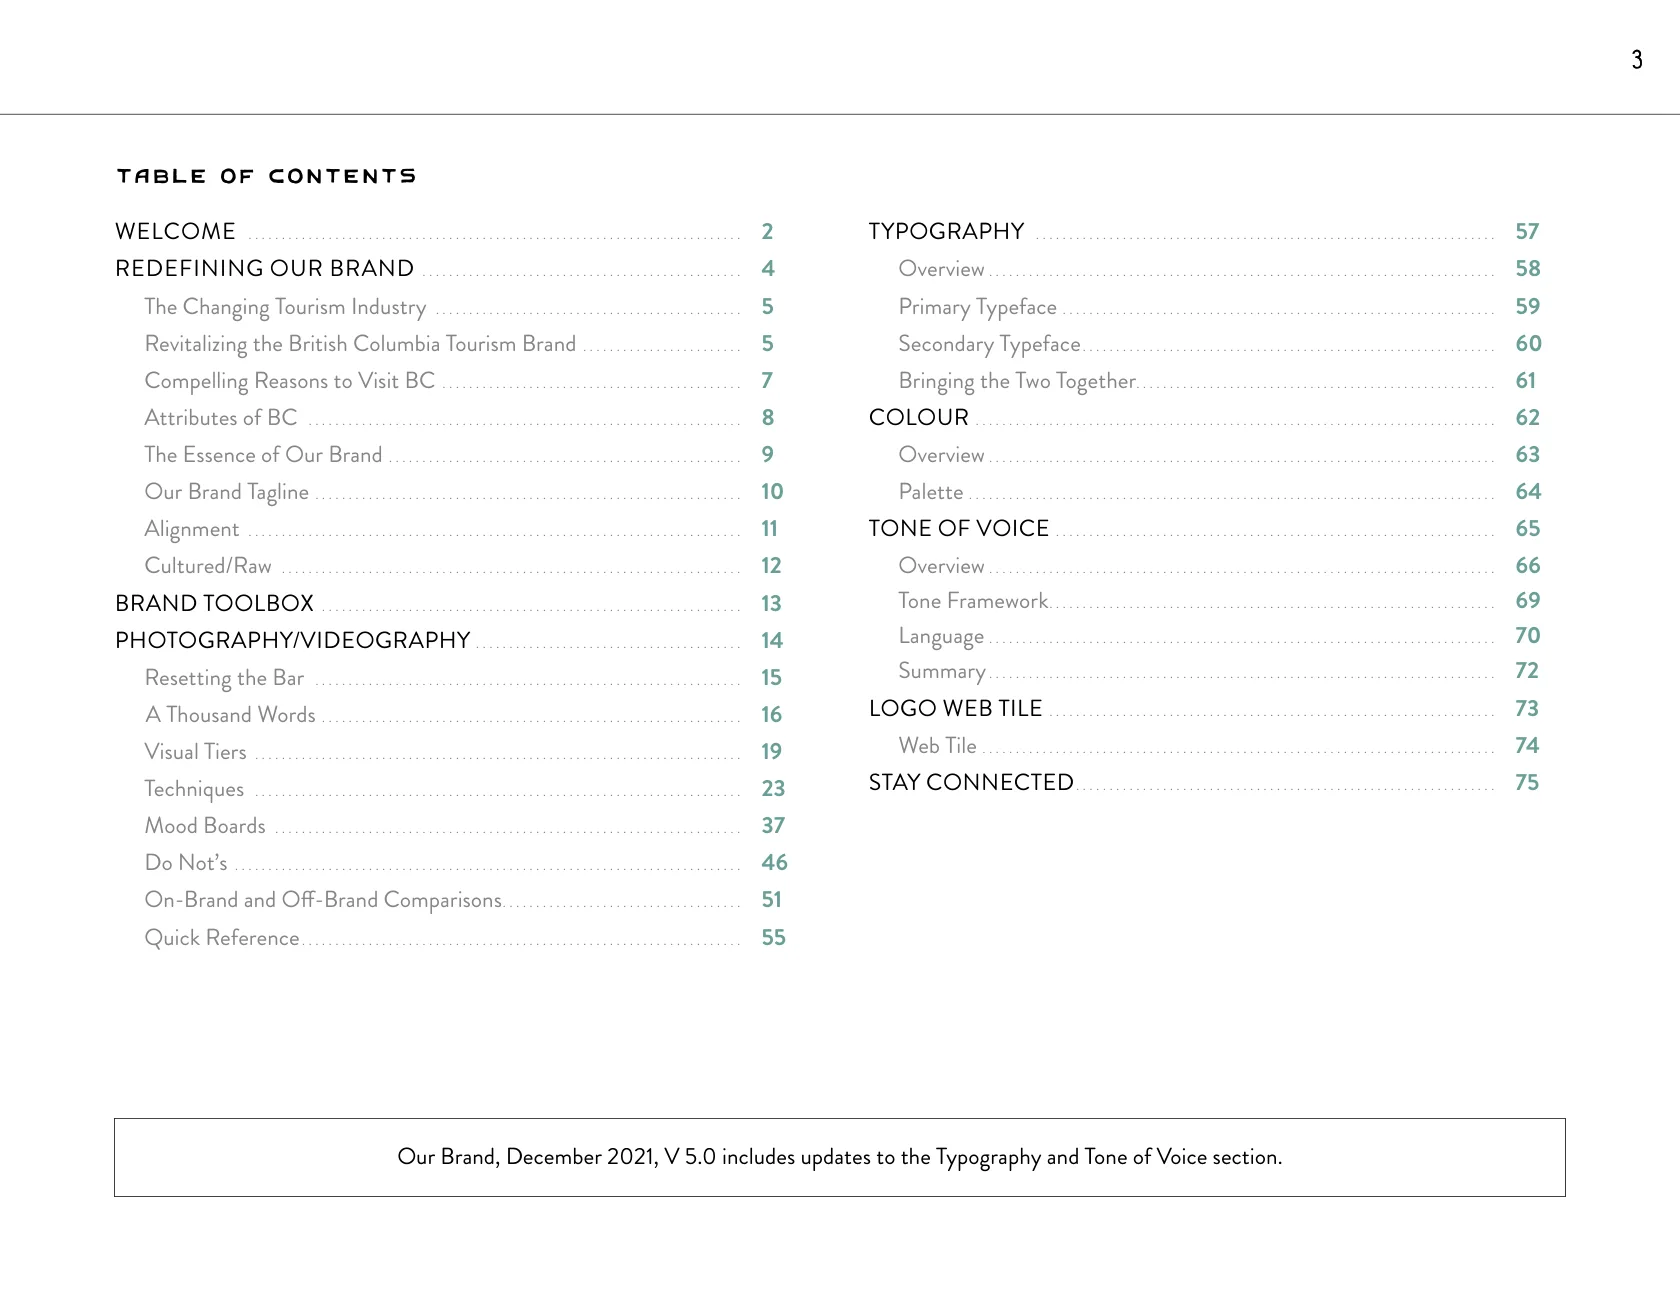 3
TABLE OF CONTENTS
WELCOME 2
REDEFINING OUR BRAND 4
The Changing Tourism Industry 5
Revitalizing the British Columbia Tourism Brand 5
Compelling Reasons to Visit BC 7
Attributes of BC 8
The Essence of Our Brand 9
Our Brand Tagline 10
Alignment 11
Cultured/Raw 12
BRAND TOOLBOX 13
PHOTOGRAPHY/VIDEOGRAPHY 14
Resetting the Bar 15
A Thousand Words 16
Visual Tiers 19
Techniques 23
Mood Boards 37
Do Not’s 46
On-Brand and Off-Brand Comparisons 51
Quick Reference 55
TYPOGRAPHY 57
Overview 58
Primary Typeface 59
Secondary Typeface 60
Bringing the Two Together 61
COLOUR 62
Overview 63
Palette 64
TONE OF VOICE 65
Overview 66
Tone Framework 69
Language 70
Summary 72
LOGO WEB TILE 73
Web Tile 74
STAY CONNECTED 75
Our Brand, December 2021, V 5.0 includes updates to the Typography and Tone of Voice section.